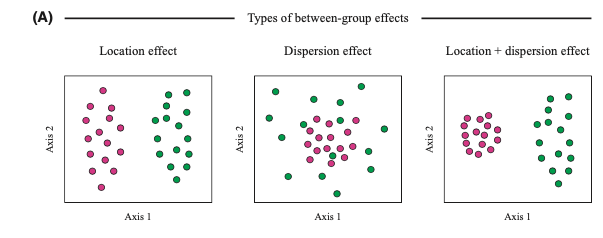 (A) Types of between-group effects
Location effect
Dispersion effect
Location + dispersion effect
Axis 2
Axis 2
Axis 2
Axis 1
Axis 1
Axis 1